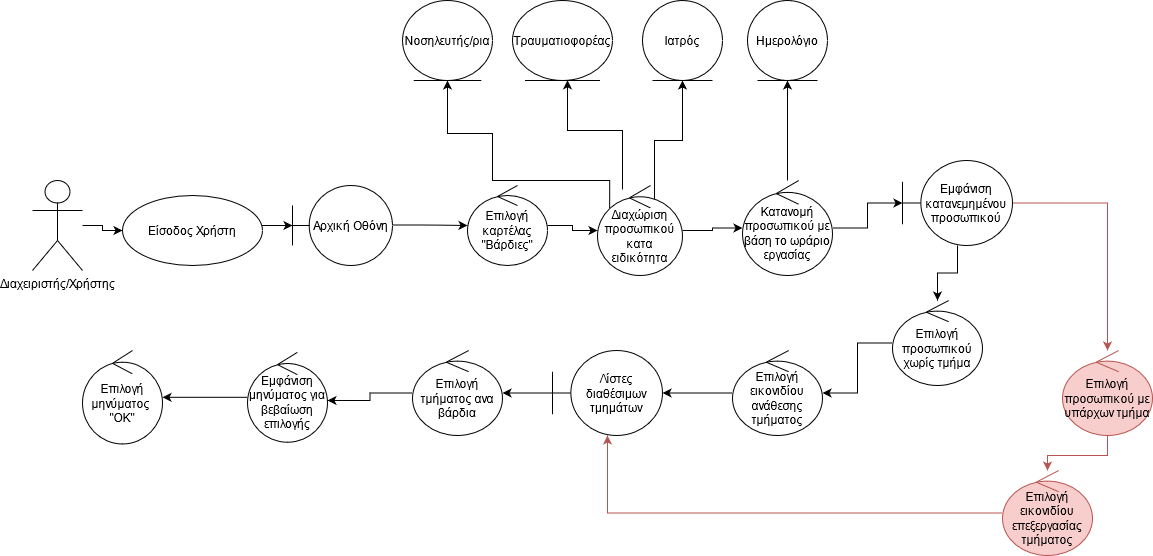 Νοσηλευτής/ρια
Τραυματιοφορέας
Ιατρός
Ημερολόγιο
Διαχειριστής/Χρήστης
Είσοδος Χρήστη
Αρχική Οθόνη
Επιλογή
καρτέλας
"Βάρδιες"
Διαχώριση
προσωπικού
κατα
ειδικότητα
Κατανομή
προσωπικού με
βάση το ωράριο
εργασίας
Εμφάνιση
κατανεμημένου
προσωπικού
Επιλογή
προσωπικού
χωρίς τμήμα
Επιλογή
προσωπικού με
υπάρχων τμήμα
Επιλογή
εικονιδίου
επεξεργασίας
τμήματος
Επιλογή
εικονιδίου
ανάθεσης
τμήματος
Λίστες
διαθέσιμων
τμημάτων
Επιλογή
τμήματος ανα
βάρδια
Εμφάνιση
μηνύματος για
βεβαίωση
επιλογής
Επιλογή
μηνύματος
"ΟΚ"